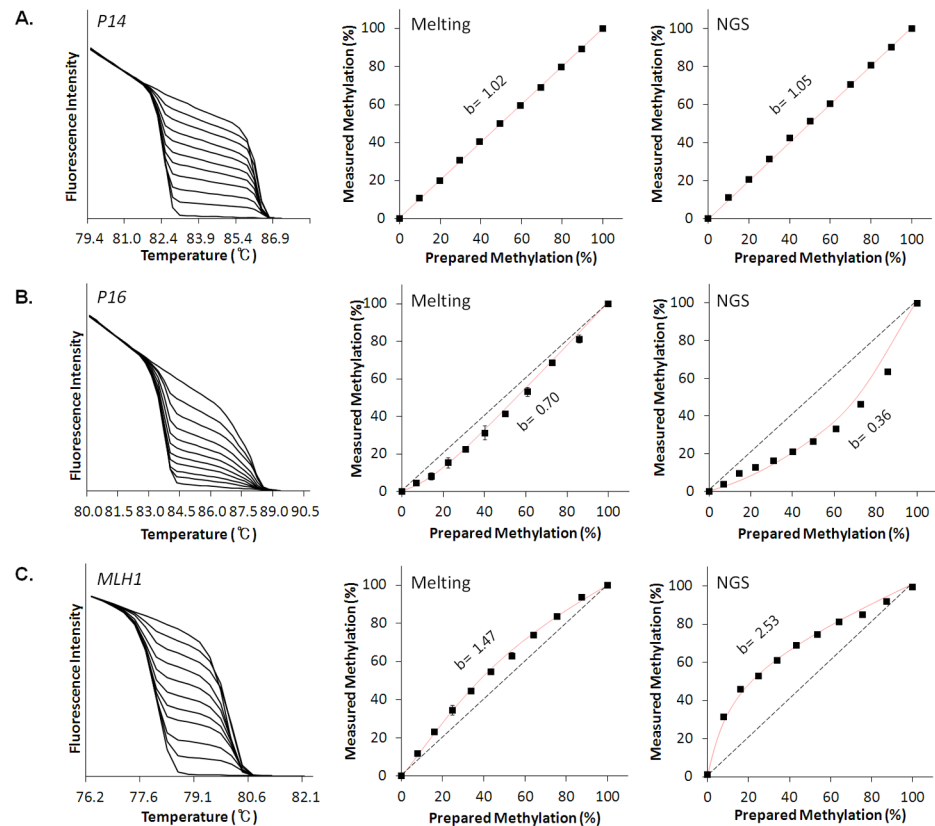 A.
P14
Fluorescence Intensity
79.4 81.0 82.4 83.9 85.4 86.9
Temperature (℃)
Melting
Measured Methylation (%)
100
80
60
40
20
0
b= 1.02
0 20 40 60 80 100
Prepared Methylation (%)
NGS
Measured Methylation (%)
100
80
60
40
20
0
b= 1.05
0 20 40 60 80 100
Prepared Methylation (%)
B.
P16
Fluorescence Intensity
80.0 81.5 83.0 84.5 86.0 87.5 89.0 90.5
Temperature (℃)
Melting
Measured Methylation (%)
100
80
60
40
20
0
b= 0.70
0 20 40 60 80 100
Prepared Methylation (%)
NGS
Measured Methylation (%)
100
80
60
40
20
0
b= 0.36
0 20 40 60 80 100
Prepared Methylation (%)
C.
MLH1
Fluorescence Intensity
76.2 77.6 79.1 80.6 82.1
Temperature (℃)
Melting
Measured Methylation (%)
100
80
60
40
20
0
b= 1.47
0 20 40 60 80 100
Prepared Methylation (%)
NGS
Measured Methylation (%)
100
80
60
40
20
0
b= 2.53
0 20 40 60 80 100
Prepared Methylation (%)